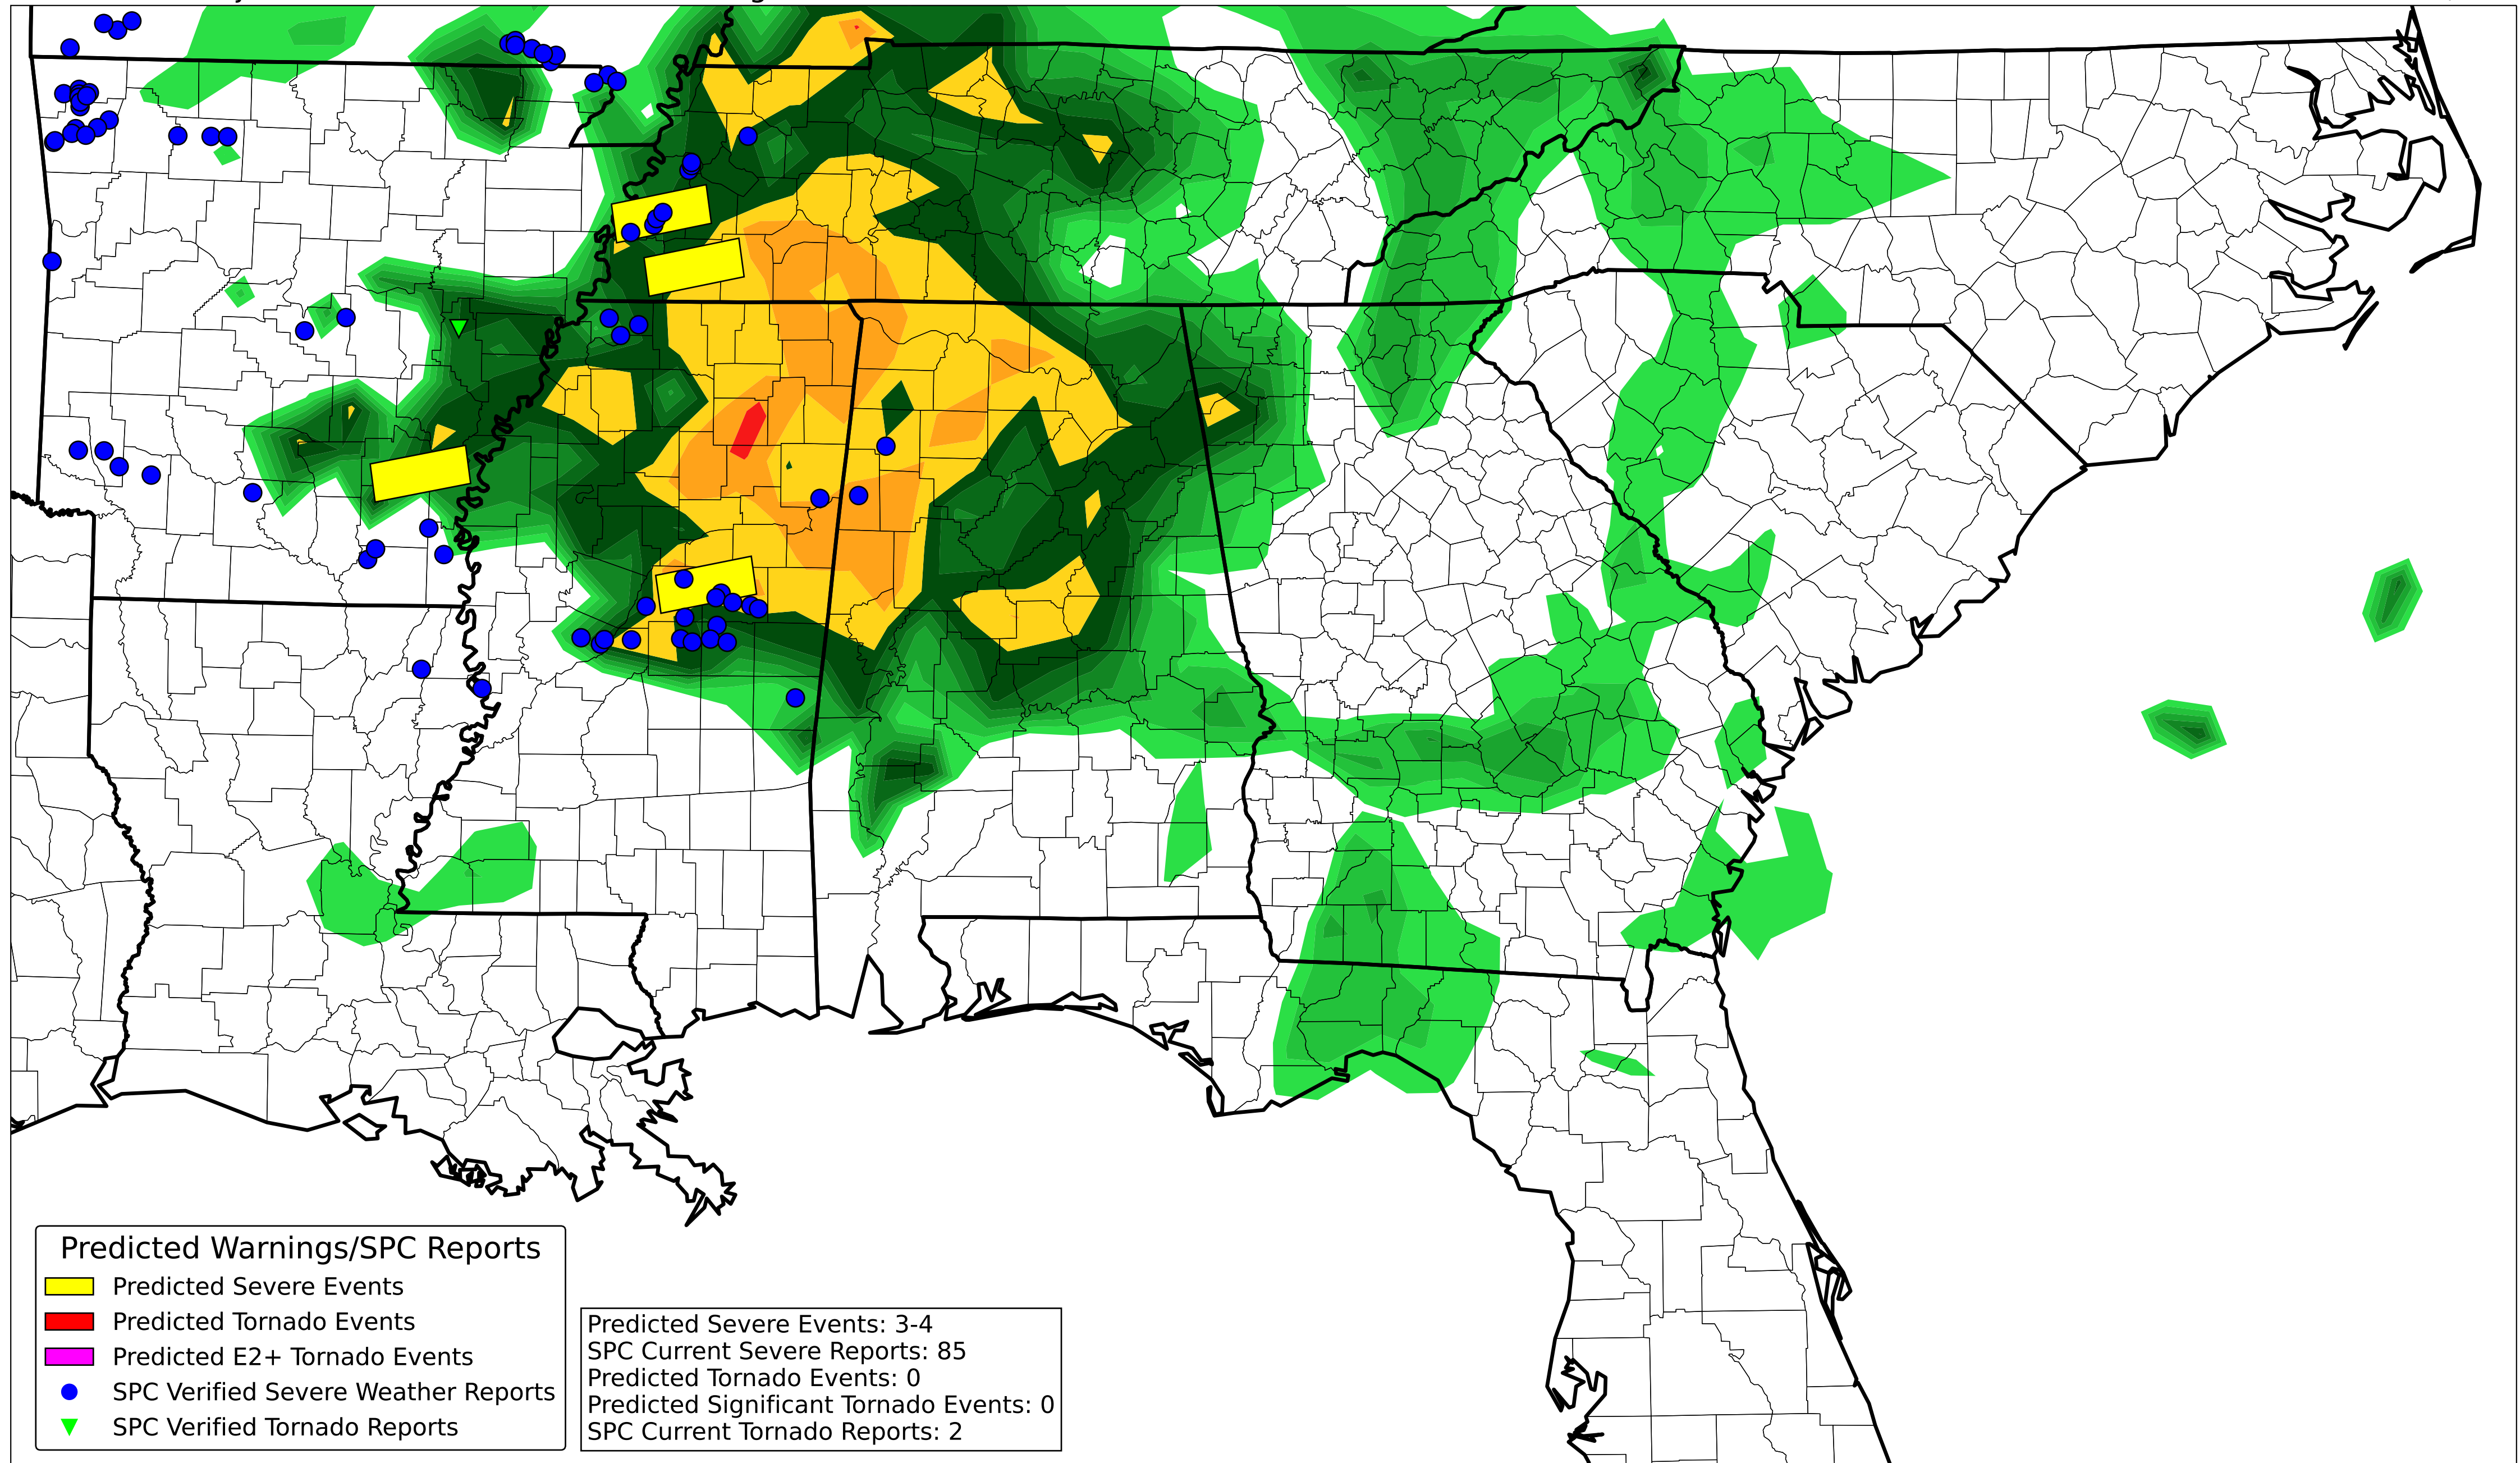 Predicted Warnings/SPC Reports
Predicted Severe Events
Predicted Tornado Events
Predicted E2+ Tornado Events
SPC Verified Severe Weather Reports
SPC Verified Tornado Reports
Predicted Severe Events: 3-4
SPC Current Severe Reports: 85
Predicted Tornado Events: 0
Predicted Significant Tornado Events: 0
SPC Current Tornado Reports: 2